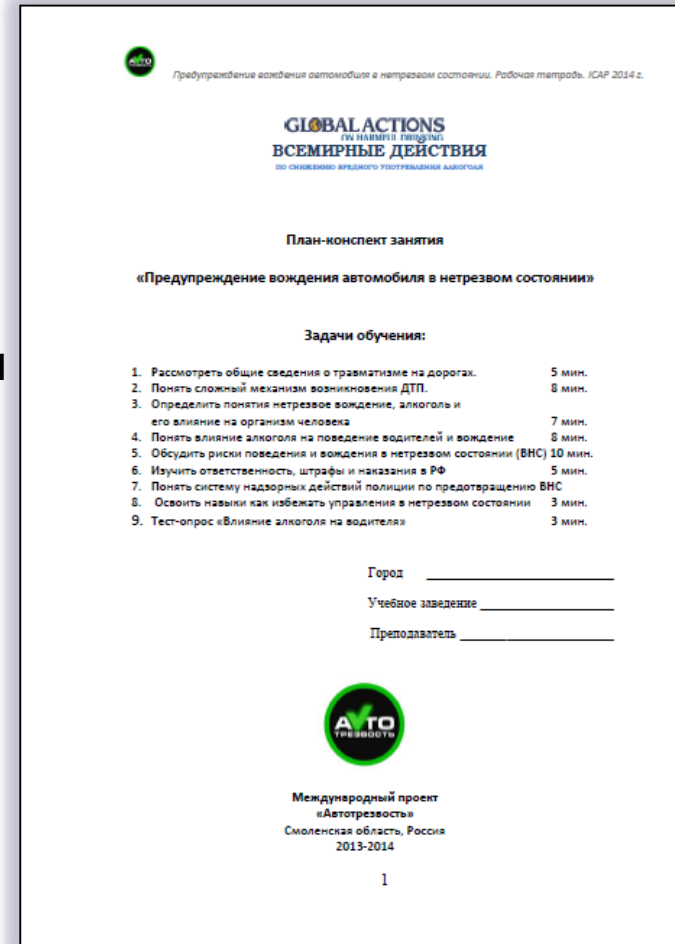 АVТО
Предупреждение вождения автомобиля в нетрезвом состоянии. Рабочая тетрадь. ICAP 2014 г.
GLOBAL ACTIONS
ON HARMFUL DRINKING
ВСЕМИРНЫЕ ДЕЙСТВИЯ
ПО СНИЖЕНИЮ ВРЕДНОГО УПОТРЕБЛЕНИЯ АЛКОГОЛЯ
План-конспект занятия
«Предупреждение вождения автомобиля в нетрезвом состоянии»
Задачи обучения:
1. Рассмотреть общие сведения о травматизме на дорогах. 5 мин.
2. Понять сложный механизм возникновения ДТП. 8 мин.
3. Определить понятия нетрезвое вождение, алкоголь и
его влияние на организм человека 7 мин.
4. Понять влияние алкоголя на поведение водителей и вождение 8 мин.
5. Обсудить риски поведения и вождения в нетрезвом состоянии (ВНС) 10 мин.
6. Изучить ответственность, штрафы и наказания в РФ 5 мин.
7. Понять систему надзорных действий полиции по предотвращению ВНС
8. Освоить навыки как избежать управления в нетрезвом состоянии 3 мин.
9. Тест-опрос «Влияние алкоголя на водителя» 3 мин.
Город
Учебное заведение
Преподаватель
АVТО
ТРЕЗВОСТЬ
Международный проект
«Автотрезвость»
Смоленская область, Россия
2013-2014
1